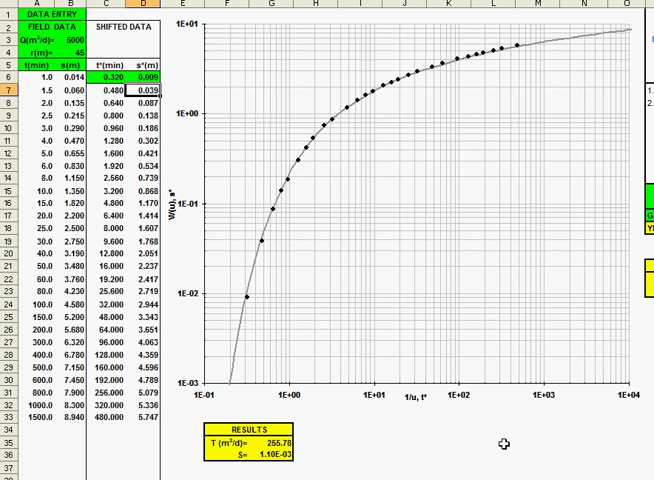 A B C D E F G H I J K L M N O
1 DATA ENTRY
2 FIELD DATA SHIFTED DATA
3 Q(m³/d)= 5000
4 r(m)= 45
5 t(min) s(m) t*(min) s*(m)
6 1.0 0.014 0.320 0.009
7 1.5 0.060 0.480 0.039
8 2.0 0.135 0.640 0.087
9 2.5 0.215 0.800 0.138
10 3.0 0.290 0.960 0.186
11 4.0 0.470 1.280 0.302
12 5.0 0.655 1.600 0.421
13 6.0 0.830 1.920 0.534
14 8.0 1.150 2.560 0.739
15 10.0 1.350 3.200 0.868
16 15.0 1.820 4.800 1.170
17 20.0 2.200 6.400 1.414
18 25.0 2.500 8.000 1.607
19 30.0 2.750 9.600 1.768
20 40.0 3.190 12.800 2.051
21 50.0 3.480 16.000 2.237
22 60.0 3.760 19.200 2.417
23 80.0 4.230 25.600 2.719
24 100.0 4.580 32.000 2.944
25 150.0 5.200 48.000 3.343
26 200.0 5.680 64.000 3.651
27 300.0 6.320 96.000 4.063
28 400.0 6.780 128.000 4.359
29 500.0 7.150 160.000 4.596
30 600.0 7.450 192.000 4.789
31 800.0 7.900 256.000 5.079
32 1000.0 8.300 320.000 5.336
33 1500.0 8.940 480.000 5.747
34
35
36
37
1E+01
1E+00
1E-01
1E-02
1E-03
W(u), s*
1E-01 1E+00 1E+01 1E+02 1E+03 1E+04
1/u, t*
RESULTS
T (m²/d)= 255.78
S= 1.10E-03
1.
2.
G